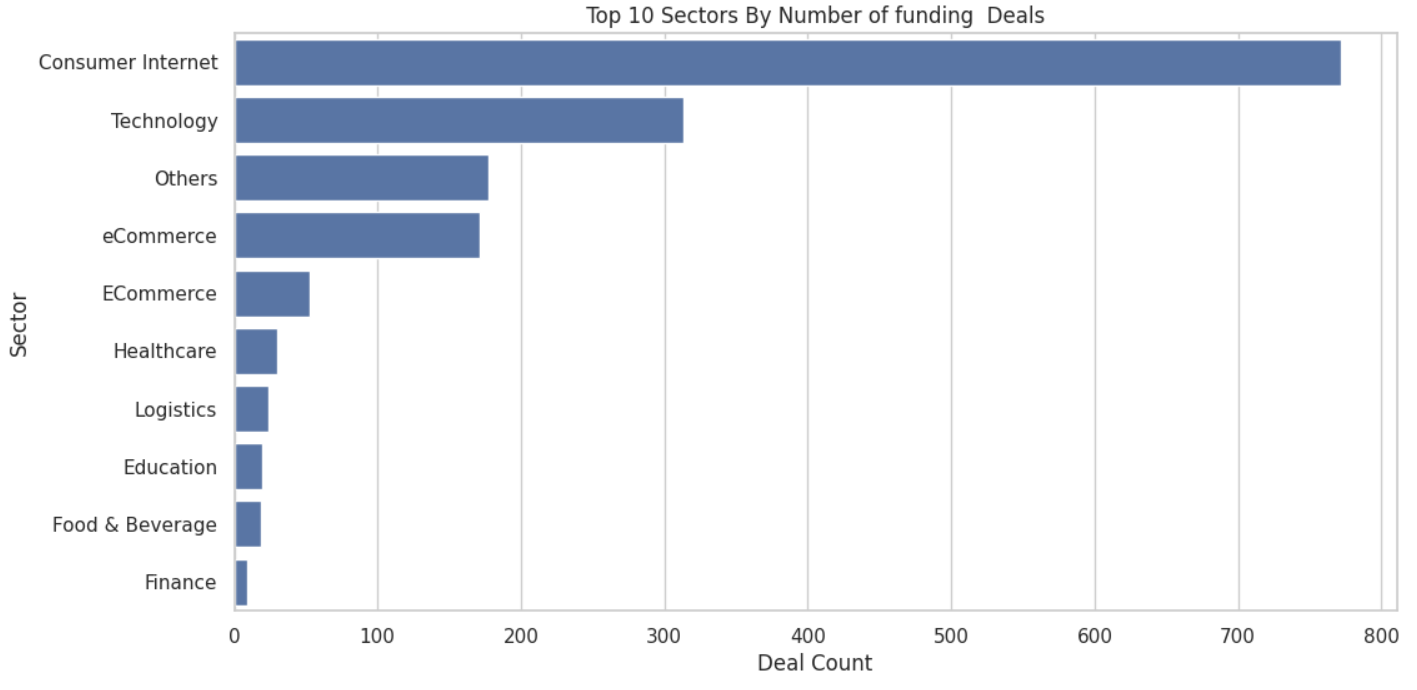 Top 10 Sectors By Number of funding  Deals
Sector
Consumer Internet
Technology
Others
eCommerce
ECommerce
Healthcare
Logistics
Education
Food & Beverage
Finance
0 100 200 300 400 500 600 700 800
Deal Count